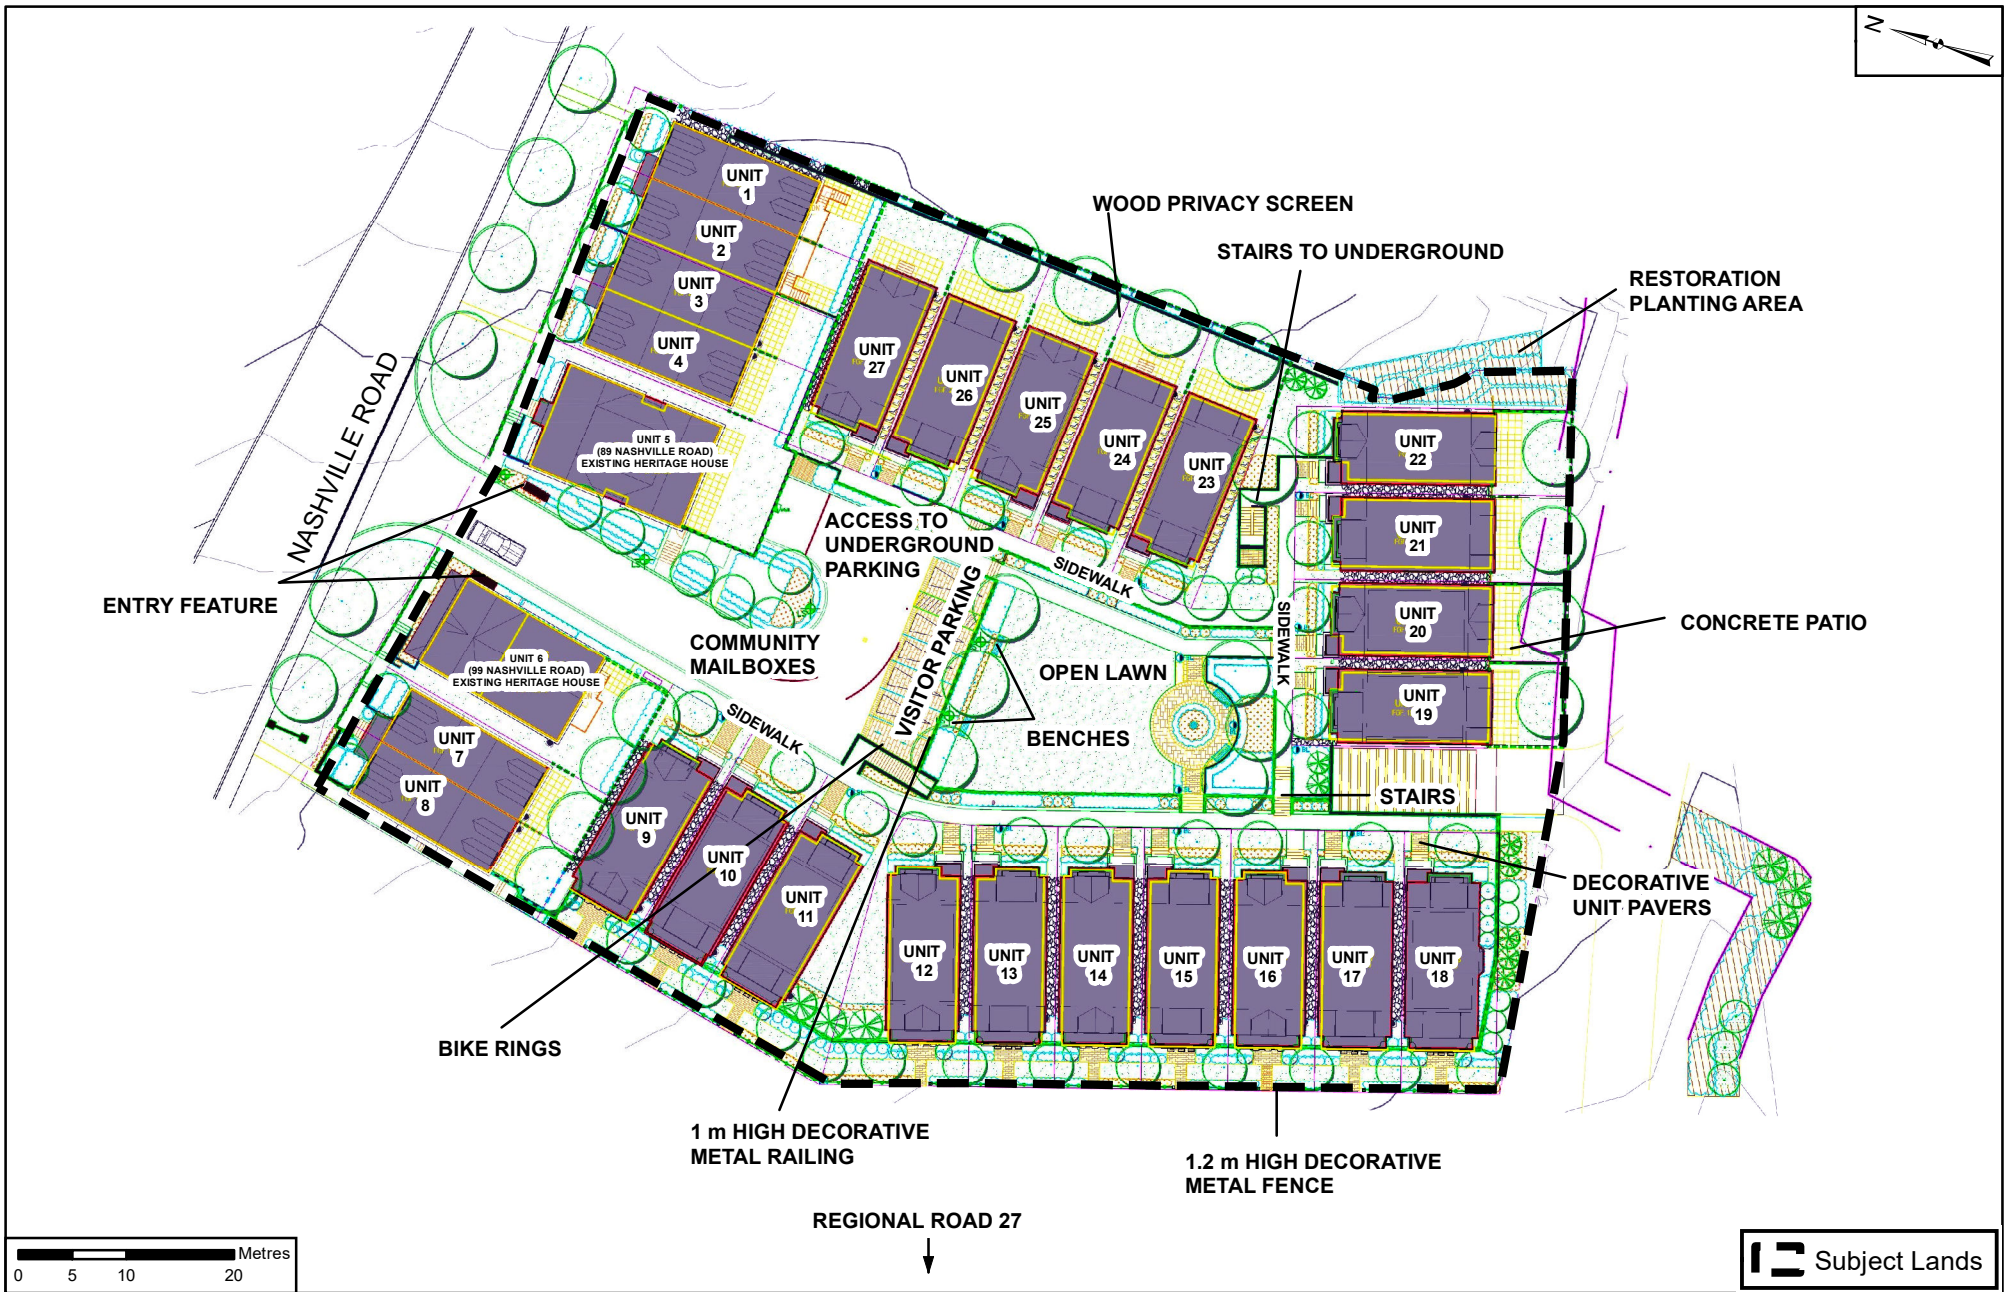 N
NASHVILLE ROAD
UNIT
1
UNIT
2
UNIT
3
UNIT
4
UNIT 5
(89 NASHVILLE ROAD)
EXISTING HERITAGE HOUSE
UNIT 6
(99 NASHVILLE ROAD)
EXISTING HERITAGE HOUSE
UNIT
7
UNIT
8
UNIT
9
UNIT
10
UNIT
11
UNIT
12
UNIT
13
UNIT
14
UNIT
15
UNIT
16
UNIT
17
UNIT
18
UNIT
19
UNIT
20
UNIT
21
UNIT
22
UNIT
23
UNIT
24
UNIT
25
UNIT
26
UNIT
27
WOOD PRIVACY SCREEN
STAIRS TO UNDERGROUND
RESTORATION
PLANTING AREA
ENTRY FEATURE
ACCESS TO
UNDERGROUND
PARKING
COMMUNITY
MAILBOXES
VISITOR PARKING
SIDEWALK
SIDEWALK
SIDEWALK
OPEN LAWN
BENCHES
CONCRETE PATIO
STAIRS
DECORATIVE
UNIT PAVERS
BIKE RINGS
1 m HIGH DECORATIVE
METAL RAILING
1.2 m HIGH DECORATIVE
METAL FENCE
REGIONAL ROAD 27
Metres
0 5 10 20
Subject Lands